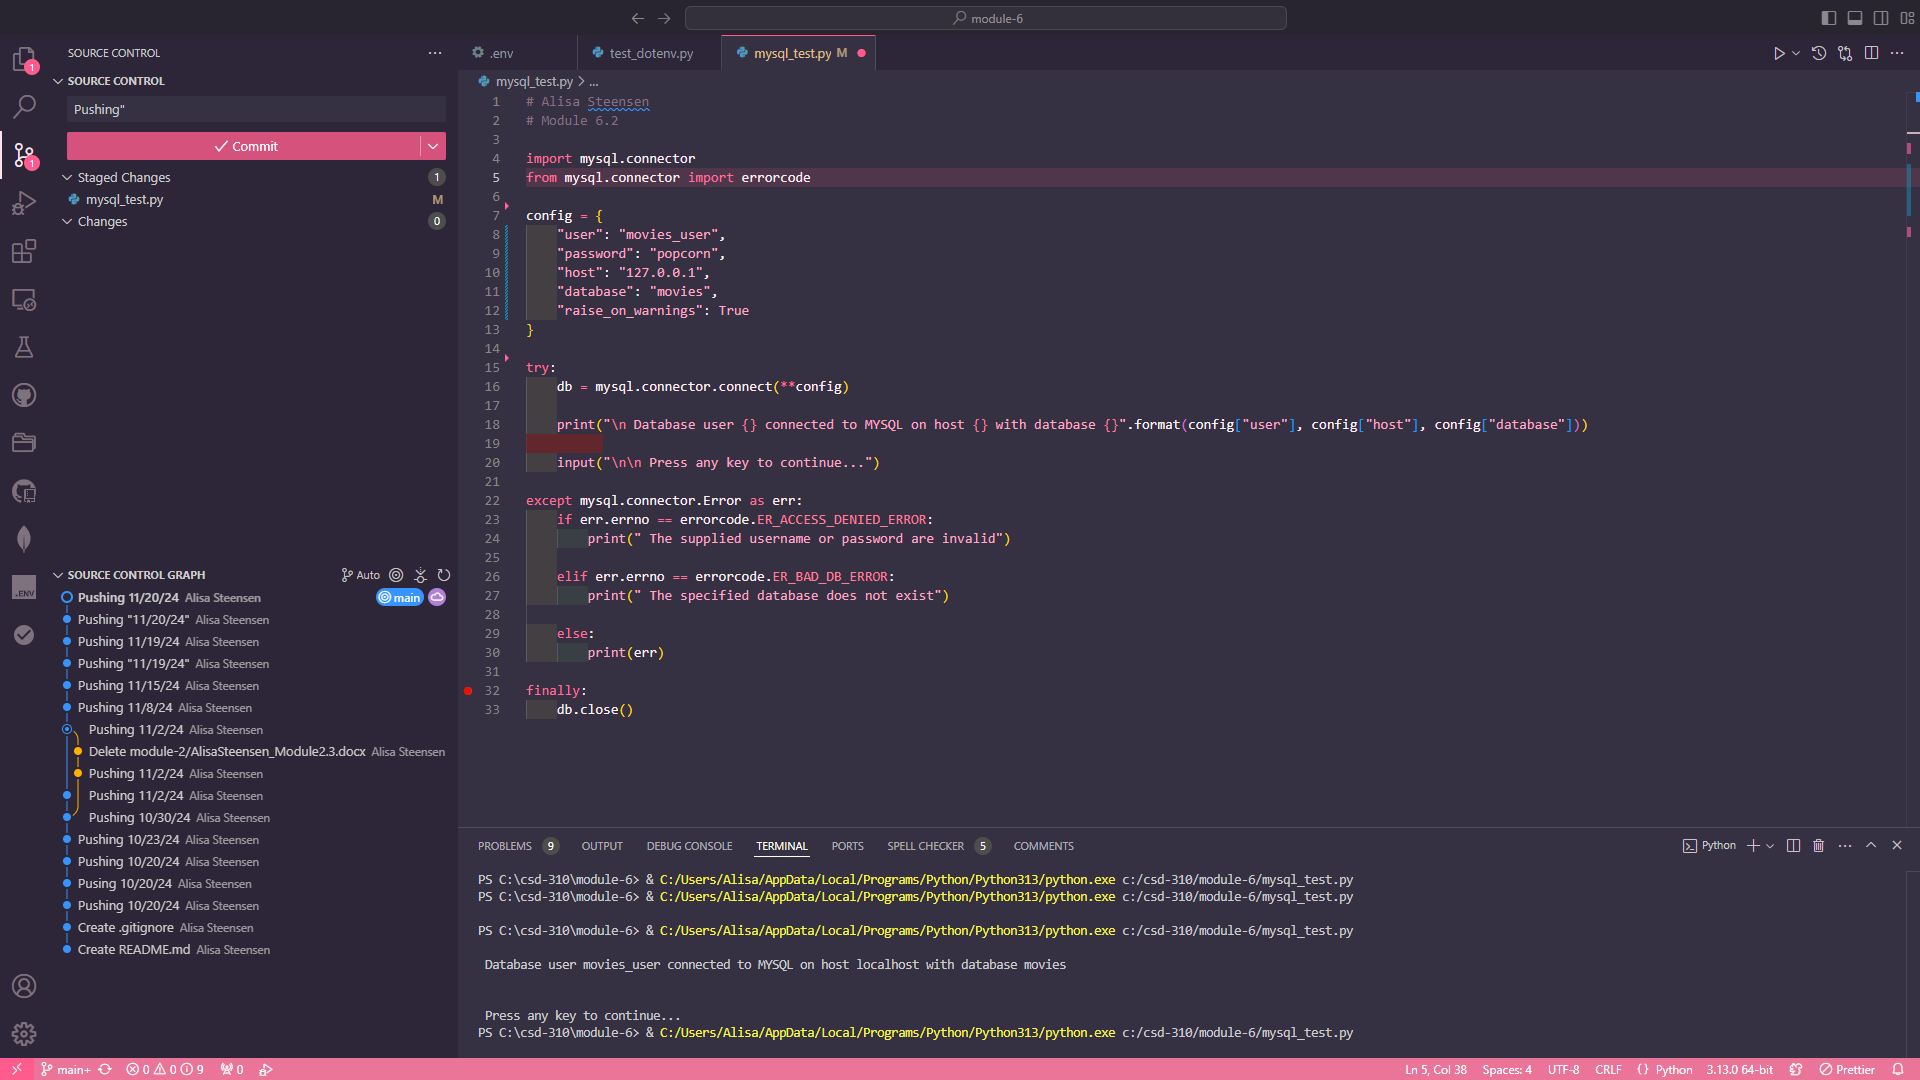 module-6
SOURCE CONTROL
SOURCE CONTROL
Pushing"
Commit
Staged Changes 1
mysql_test.py M
Changes 0
SOURCE CONTROL GRAPH Auto
Pushing 11/20/24 Alisa Steensen main
Pushing "11/20/24" Alisa Steensen
Pushing 11/19/24 Alisa Steensen
Pushing "11/19/24" Alisa Steensen
Pushing 11/15/24 Alisa Steensen
Pushing 11/8/24 Alisa Steensen
Pushing 11/2/24 Alisa Steensen
Delete module-2/AlisaSteensen_Module2.3.docx Alisa Steensen
Pushing 11/2/24 Alisa Steensen
Pushing 11/2/24 Alisa Steensen
Pushing 10/30/24 Alisa Steensen
Pushing 10/23/24 Alisa Steensen
Pushing 10/20/24 Alisa Steensen
Pusing 10/20/24 Alisa Steensen
Pushing 10/20/24 Alisa Steensen
Create .gitignore Alisa Steensen
Create README.md Alisa Steensen
1
1
.ENV
.env
test_dotenv.py
mysql_test.py M
mysql_test.py > ...
1 # Alisa Steensen
2 # Module 6.2
3
4 import mysql.connector
5 from mysql.connector import errorcode
6
7 config = {
8 "user": "movies_user",
9 "password": "popcorn",
10 "host": "127.0.0.1",
11 "database": "movies",
12 "raise_on_warnings": True
13 }
14
15 try:
16 db = mysql.connector.connect(**config)
17
18 print("\n Database user {} connected to MYSQL on host {} with database {}".format(config["user"], config["host"], config["database"]))
19
20 input("\n\n Press any key to continue...")
21
22 except mysql.connector.Error as err:
23 if err.errno == errorcode.ER_ACCESS_DENIED_ERROR:
24 print(" The supplied username or password are invalid")
25
26 elif err.errno == errorcode.ER_BAD_DB_ERROR:
27 print(" The specified database does not exist")
28
29 else:
30 print(err)
31
32 finally:
33 db.close()
PROBLEMS 9 OUTPUT DEBUG CONSOLE TERMINAL PORTS SPELL CHECKER 5 COMMENTS
Python
PS C:\csd-310\module-6> & C:/Users/Alisa/AppData/Local/Programs/Python/Python313/python.exe c:/csd-310/module-6/mysql_test.py
PS C:\csd-310\module-6> & C:/Users/Alisa/AppData/Local/Programs/Python/Python313/python.exe c:/csd-310/module-6/mysql_test.py
PS C:\csd-310\module-6> & C:/Users/Alisa/AppData/Local/Programs/Python/Python313/python.exe c:/csd-310/module-6/mysql_test.py
Database user movies_user connected to MYSQL on host localhost with database movies
Press any key to continue...
PS C:\csd-310\module-6> & C:/Users/Alisa/AppData/Local/Programs/Python/Python313/python.exe c:/csd-310/module-6/mysql_test.py
main+ 0 0 9 0
Ln 5, Col 38 Spaces: 4 UTF-8 CRLF {} Python 3.13.0 64-bit Prettier